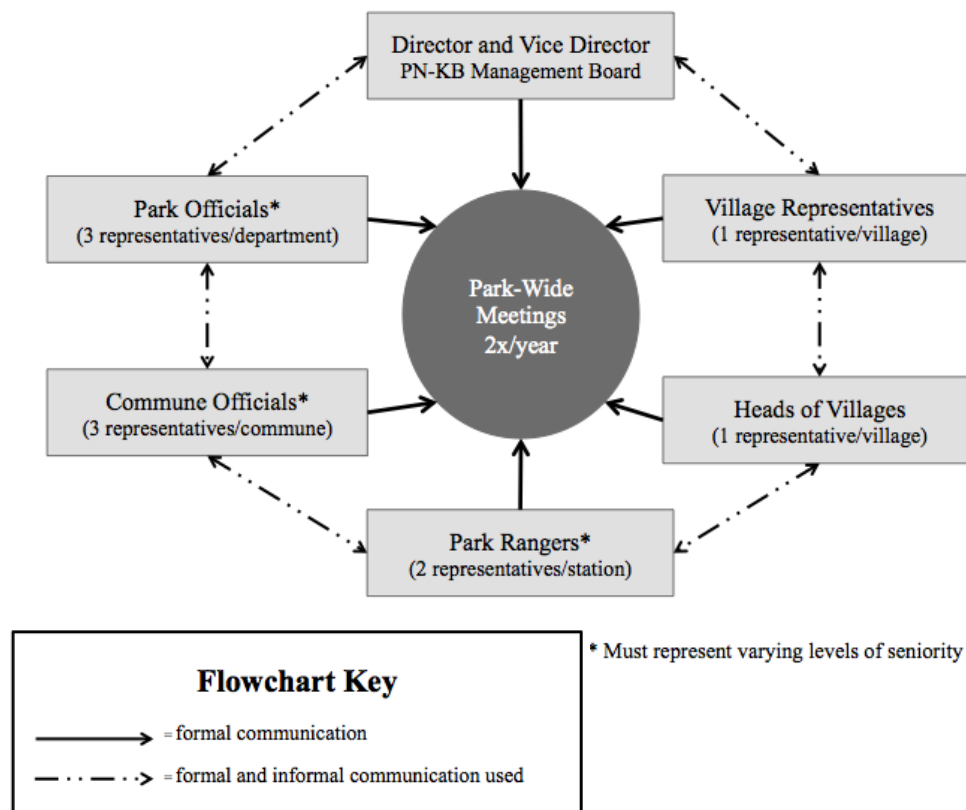 Director and Vice Director
PN-KB Management Board
Park Officials*
(3 representatives/department)
Village Representatives
(1 representative/village)
Park-Wide
Meetings
2x/year
Commune Officials*
(3 representatives/commune)
Heads of Villages
(1 representative/village)
Park Rangers*
(2 representatives/station)
* Must represent varying levels of seniority
Flowchart Key
= formal communication
= formal and informal communication used